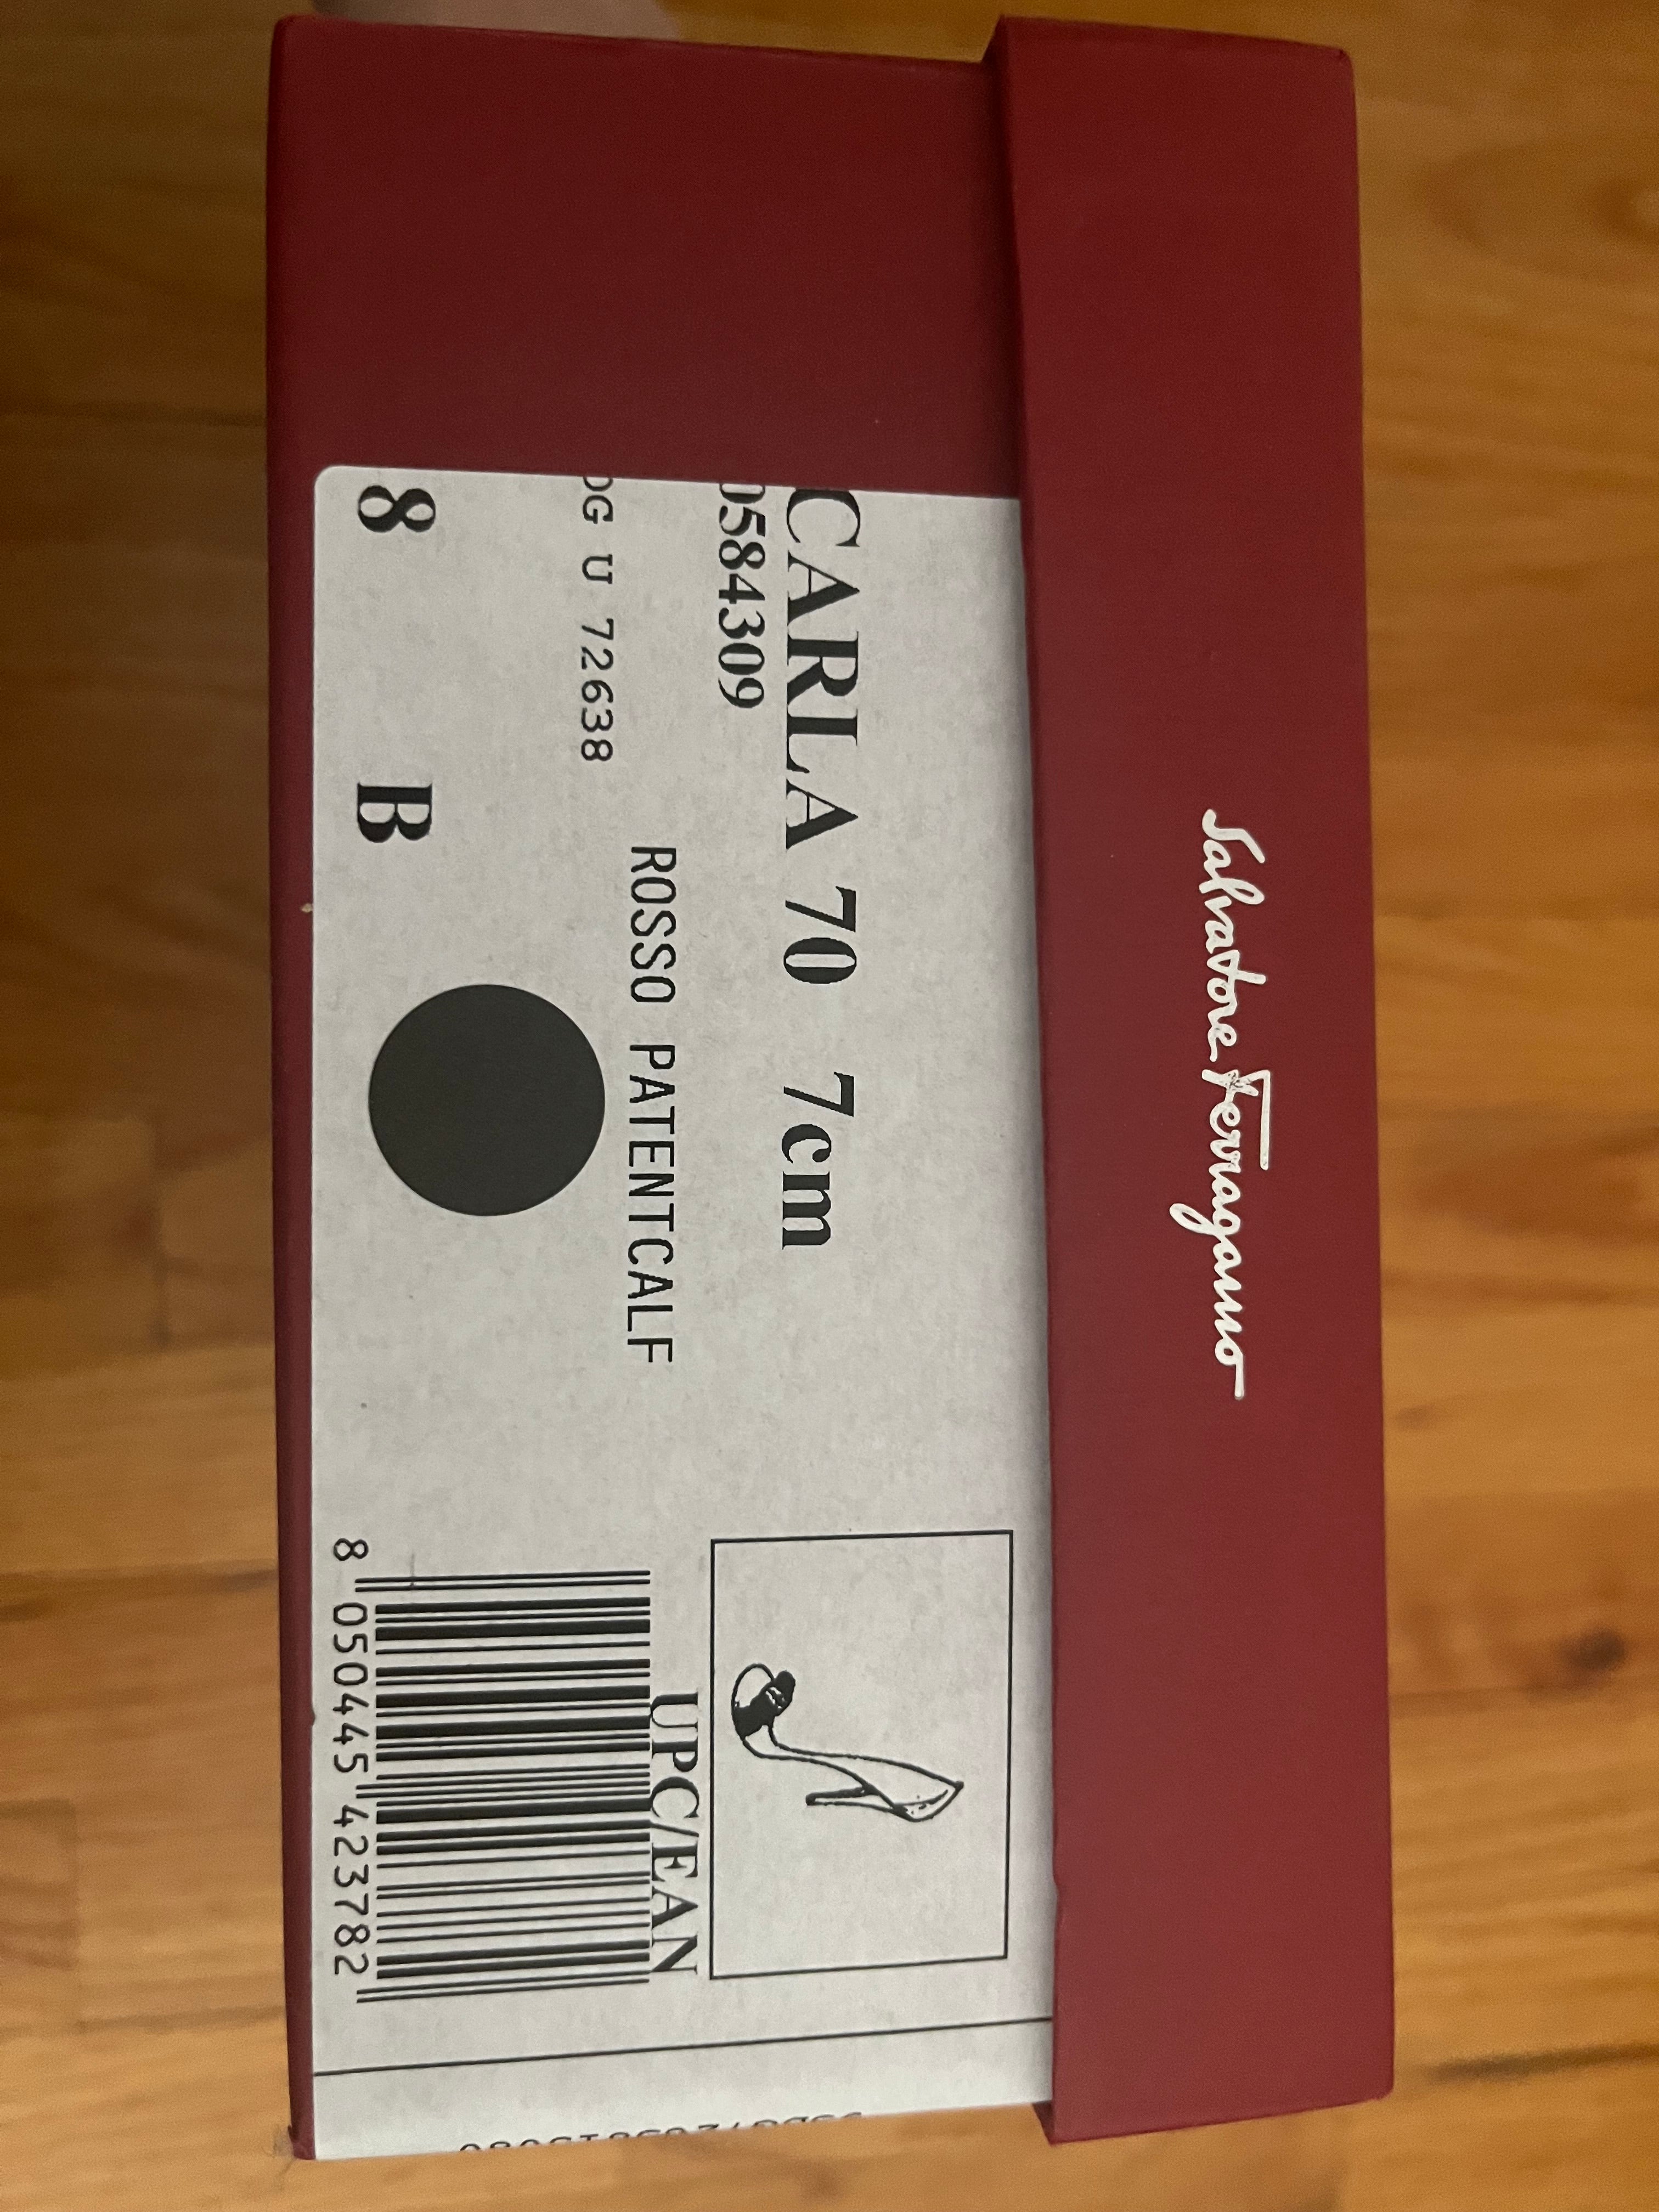 Salvatore Ferragamo
CARLA 70 7cm
0584309
ROSSO PATENTCALF
DG U 72638
8 B
UPC/EAN
8 050445 423782